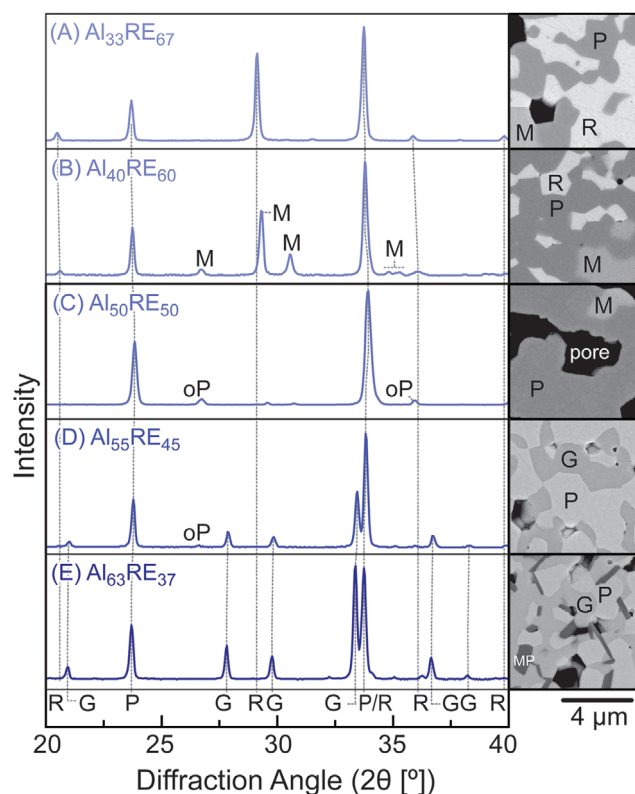 (A) Al33RE67
P
R
M
(B) Al40RE60
M
M
M
R
P
M
(C) Al50RE50
oP
oP
M
pore
P
(D) Al55RE45
oP
G
P
(E) Al63RE37
P
G
MP
R G P G R G G P/R R G G R
20 25 30 35 40
4 µm
Diffraction Angle (2θ [º])
Intensity